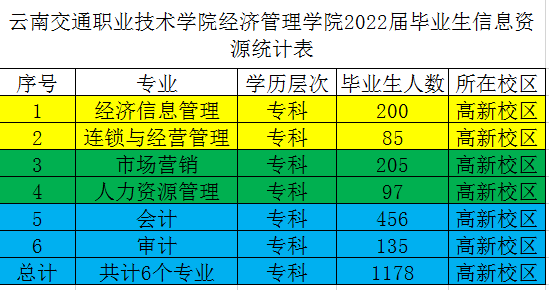 云南交通职业技术学院经济管理学院2022届毕业生信息资
源统计表
序号 专业 学历层次 毕业生人数 所在校区
1 经济信息管理 专科 200 高新校区
2 连锁与经营管理 专科 85 高新校区
3 市场营销 专科 205 高新校区
4 人力资源管理 专科 97 高新校区
5 会计 专科 456 高新校区
6 审计 专科 135 高新校区
总计 共计6个专业 专科 1178 高新校区